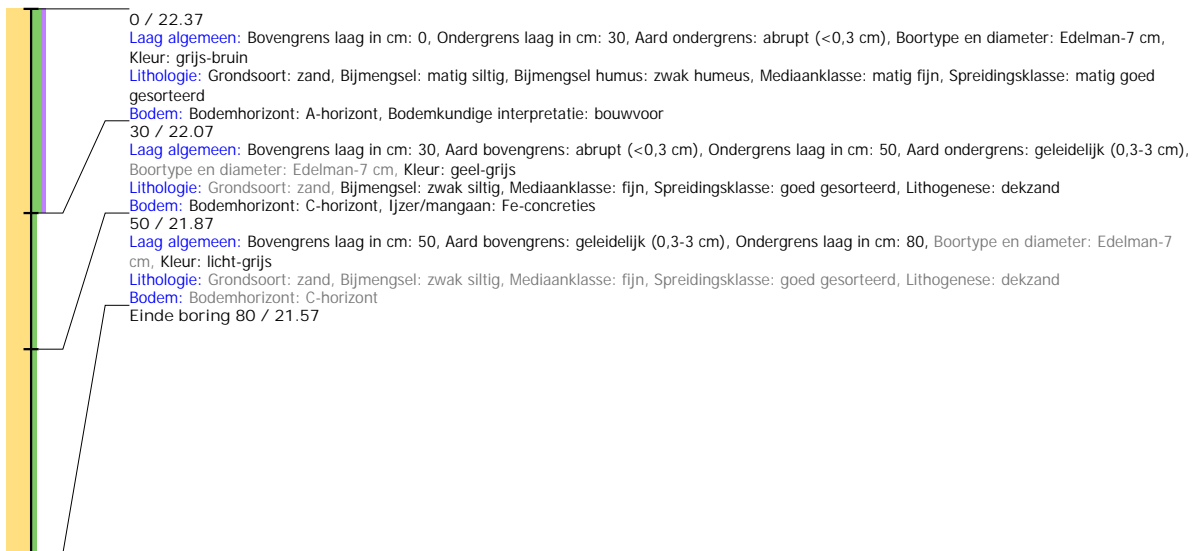 0 / 22.37
Laag algemeen: Bovengrens laag in cm: 0, Ondergrens laag in cm: 30, Aard ondergrens: abrupt (<0,3 cm), Boortype en diameter: Edelman-7 cm,
Kleur: grijs-bruin
Lithologie: Grondsoort: zand, Bijmengsel: matig siltig, Bijmengsel humus: zwak humeus, Mediaanklasse: matig fijn, Spreidingsklasse: matig goed
gesorteerd
Bodem: Bodemhorizont: A-horizont, Bodemkundige interpretatie: bouwvoor
30 / 22.07
Laag algemeen: Bovengrens laag in cm: 30, Aard bovengrens: abrupt (<0,3 cm), Ondergrens laag in cm: 50, Aard ondergrens: geleidelijk (0,3-3 cm),
Boortype en diameter: Edelman-7 cm, Kleur: geel-grijs
Lithologie: Grondsoort: zand, Bijmengsel: zwak siltig, Mediaanklasse: fijn, Spreidingsklasse: goed gesorteerd, Lithogenese: dekzand
Bodem: Bodemhorizont: C-horizont, Ijzer/mangaan: Fe-concreties
50 / 21.87
Laag algemeen: Bovengrens laag in cm: 50, Aard bovengrens: geleidelijk (0,3-3 cm), Ondergrens laag in cm: 80, Boortype en diameter: Edelman-7
cm, Kleur: licht-grijs
Lithologie: Grondsoort: zand, Bijmengsel: zwak siltig, Mediaanklasse: fijn, Spreidingsklasse: goed gesorteerd, Lithogenese: dekzand
Bodem: Bodemhorizont: C-horizont
Einde boring 80 / 21.57